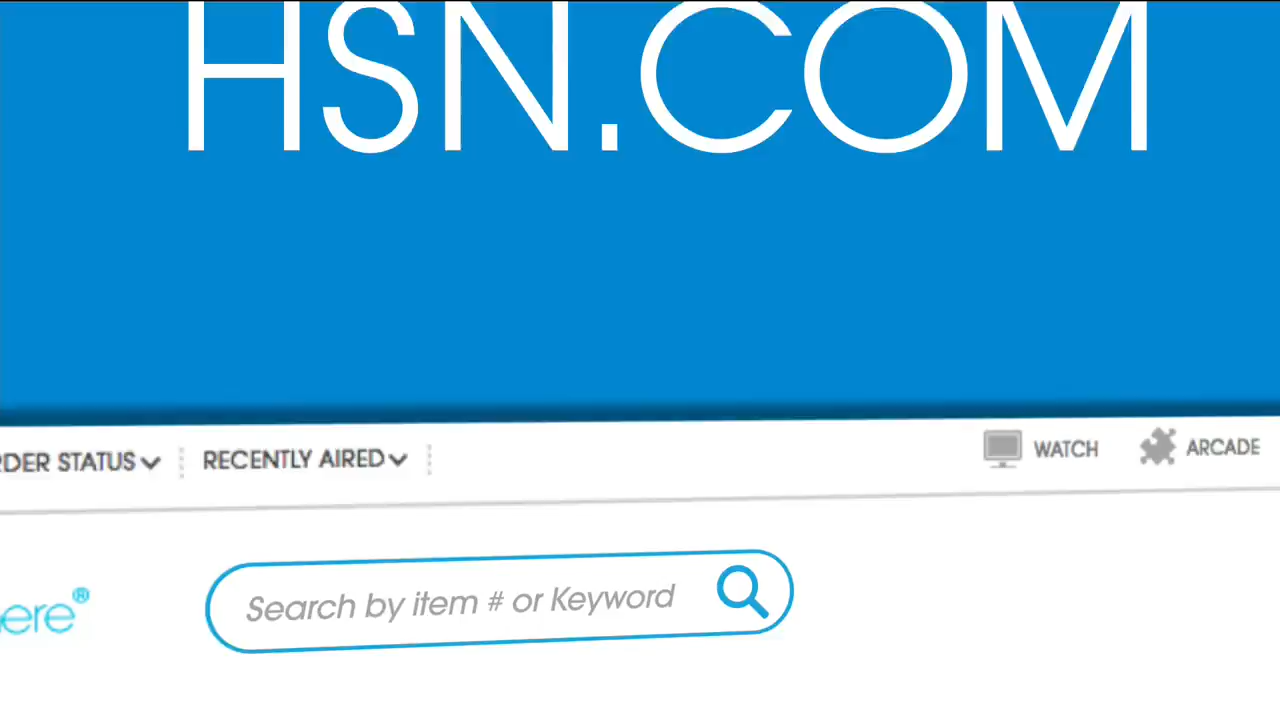 HSN.COM
RDER STATUS RECENTLY AIRED WATCH ARCADE
ere® Search by item # or Keyword